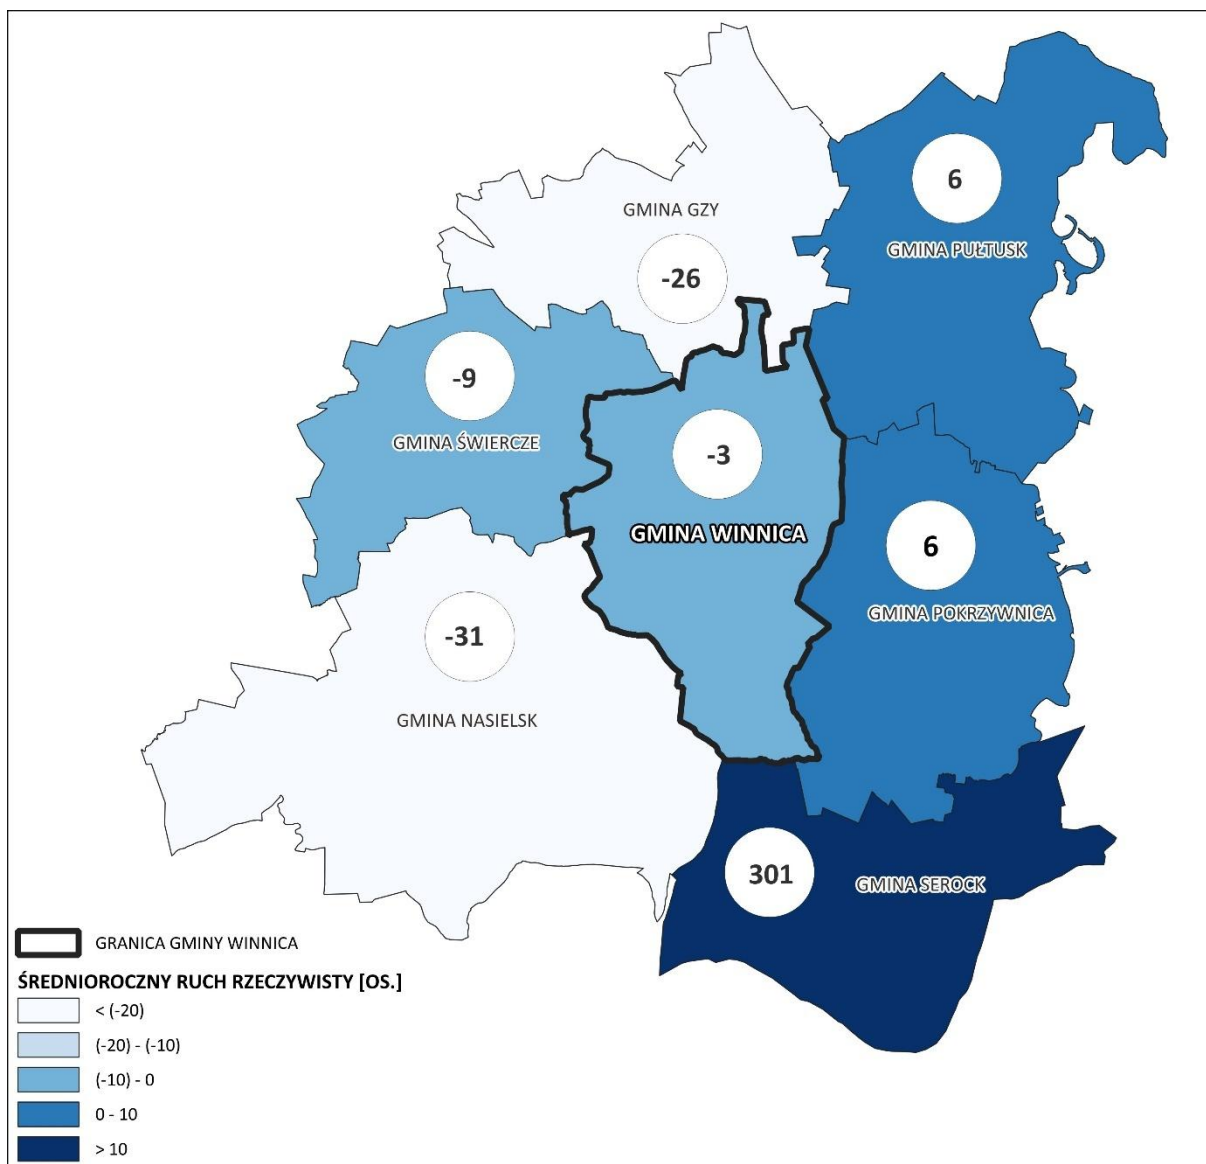 6
GMINA PUŁTUSK
GMINA GZY
-26
-9
GMINA ŚWIERCZE
-3
GMINA WINNICA
6
GMINA POKRZYWNICA
-31
GMINA NASIELSK
301
GMINA SEROCK
GRANICA GMINY WINNICA
ŚREDNIOROCZNY RUCH RZECZYWISTY [OS.]
< (-20)
(-20) - (-10)
(-10) - 0
0 - 10
> 10